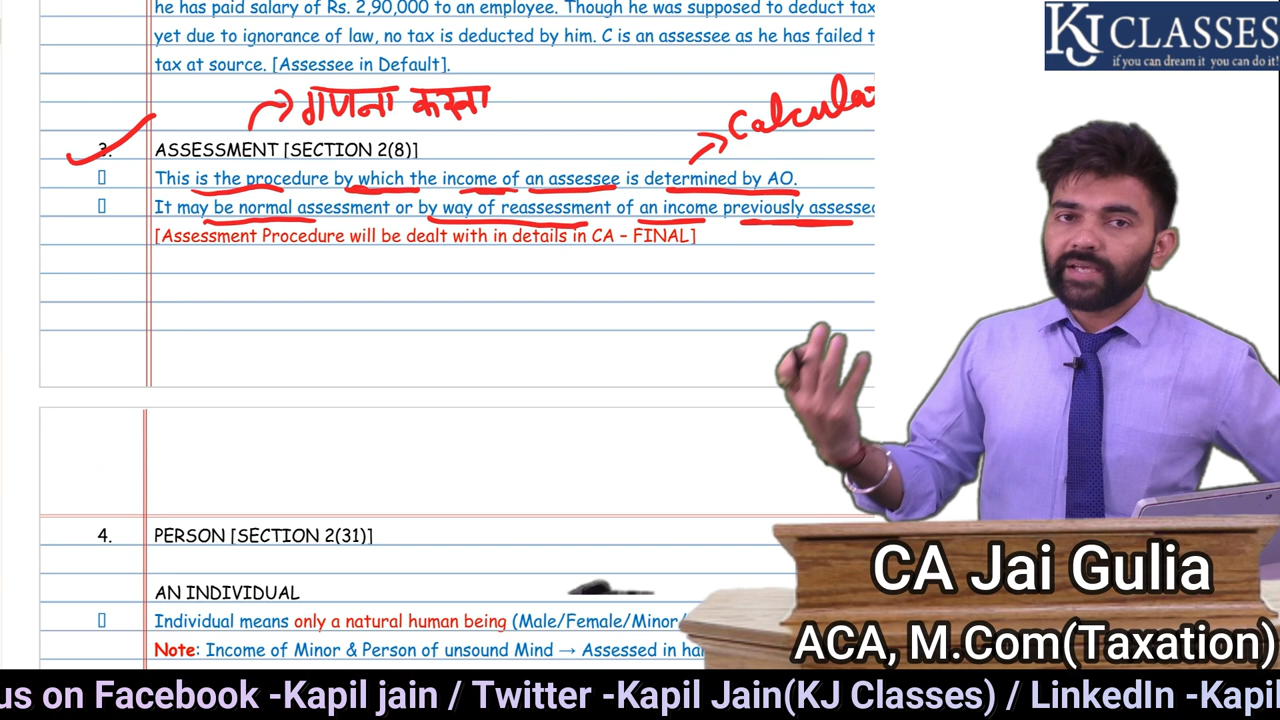 he has paid salary of Rs. 2,90,000 to an employee. Though he was supposed to deduct tax
yet due to ignorance of law, no tax is deducted by him. C is an assessee as he has failed t
tax at source. [Assessee in Default].
गणना करना
Calcula
3. ASSESSMENT [SECTION 2(8)]
This is the procedure by which the income of an assessee is determined by AO.
It may be normal assessment or by way of reassessment of an income previously assessed
[Assessment Procedure will be dealt with in details in CA – FINAL]
4. PERSON [SECTION 2(31)]
AN INDIVIDUAL
Individual means only a natural human being (Male/Female/Minor/
Note: Income of Minor & Person of unsound Mind → Assessed in han
KJ CLASSES
if you can dream it you can do it!
CA Jai Gulia
ACA, M.Com(Taxation)
us on Facebook -Kapil jain / Twitter -Kapil Jain(KJ Classes) / LinkedIn -Kapil